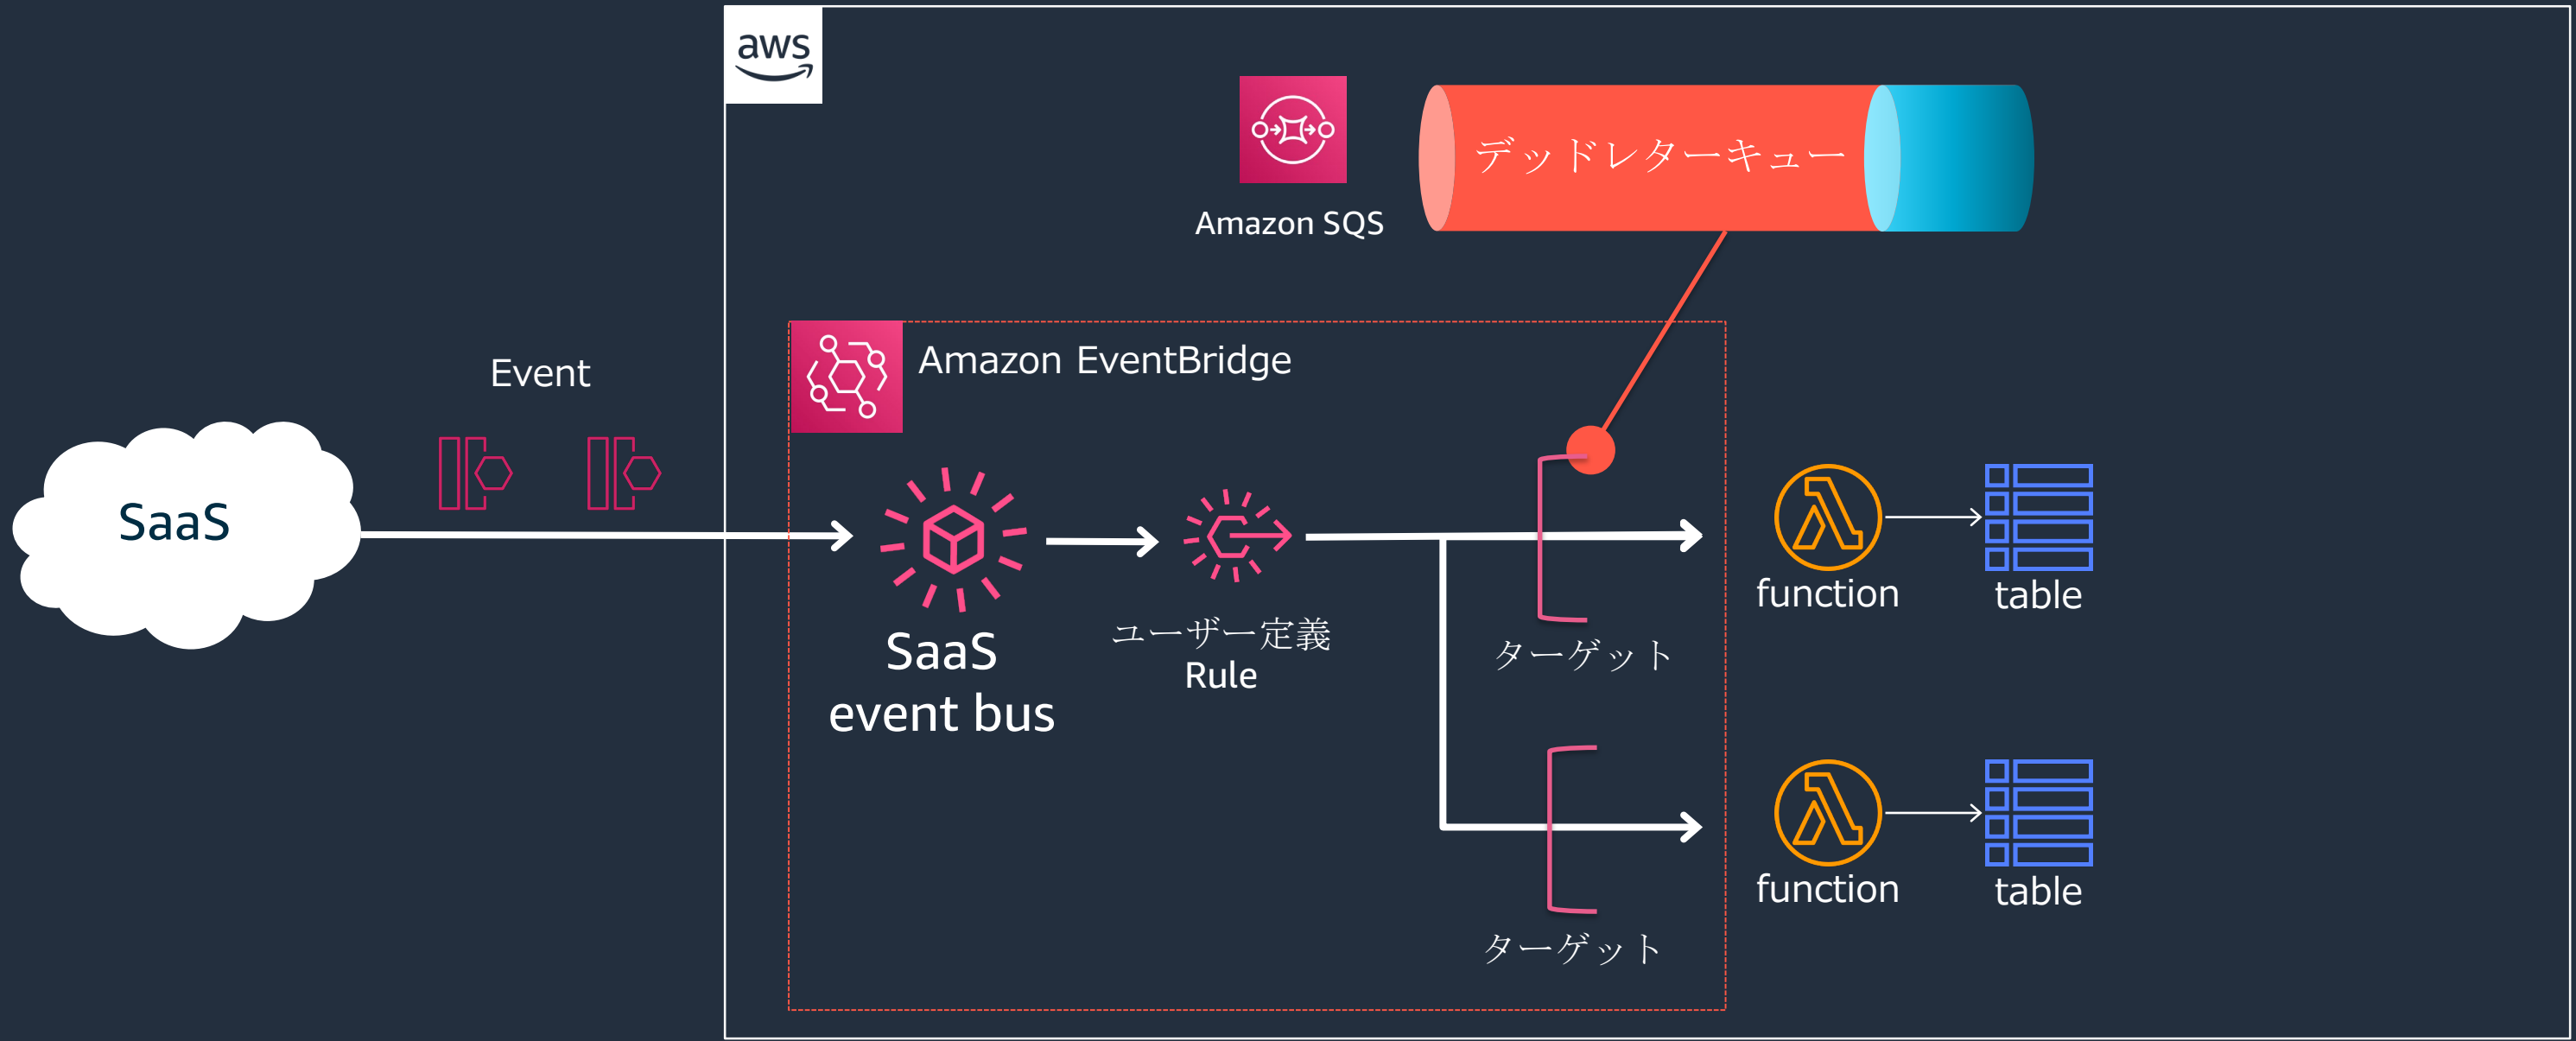 aws
デッドレターキュー
Amazon SQS
Event
Amazon EventBridge
SaaS
SaaS
event bus
ユーザー定義
Rule
ターゲット
function
table
ターゲット
function
table